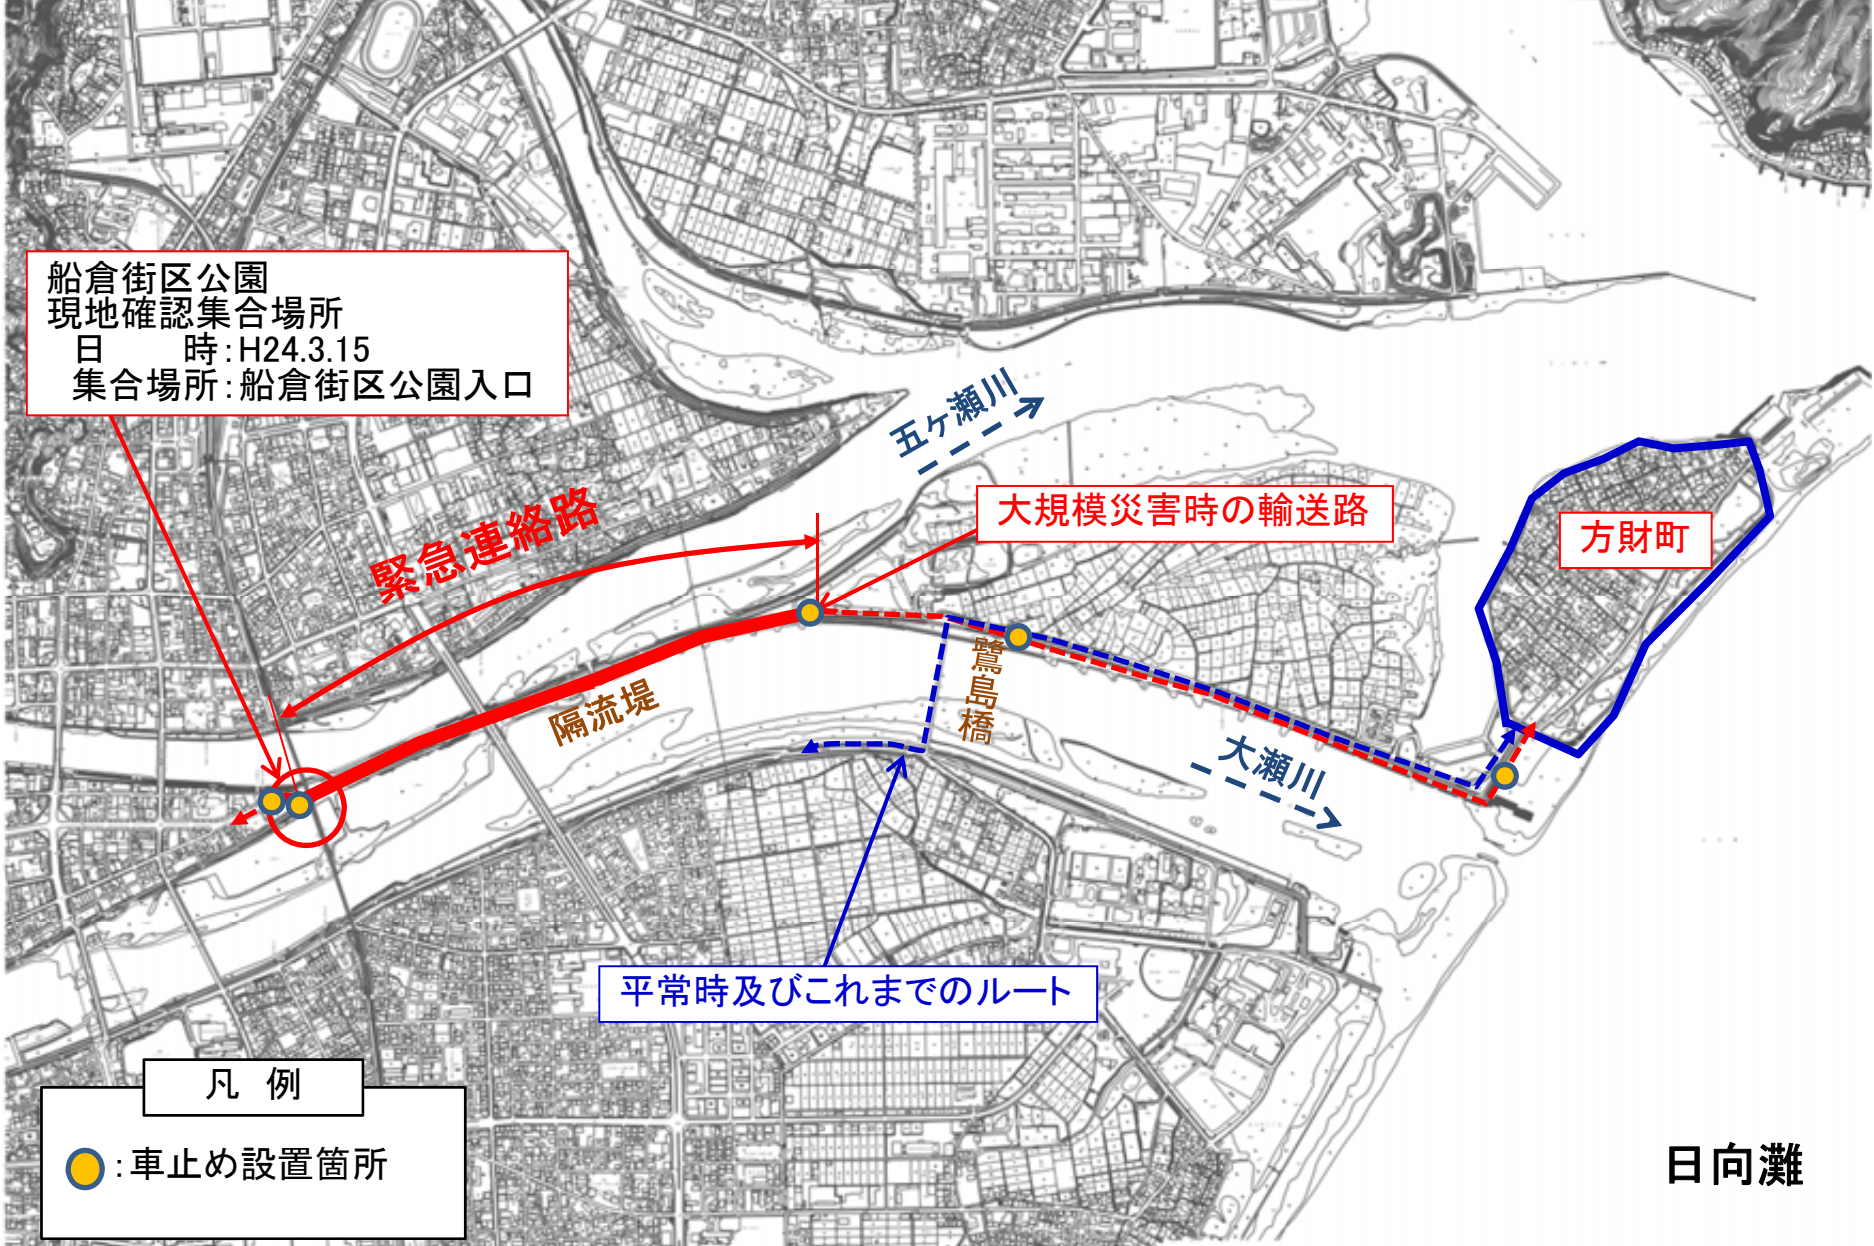 船倉街区公園
現地確認集合場所
日　　時：H24.3.15
集合場所：船倉街区公園入口
五ヶ瀬川
緊急連絡路
大規模災害時の輸送路
方財町
隔流堤
鷺島橋
大瀬川
平常時及びこれまでのルート
凡 例
：車止め設置箇所
日向灘